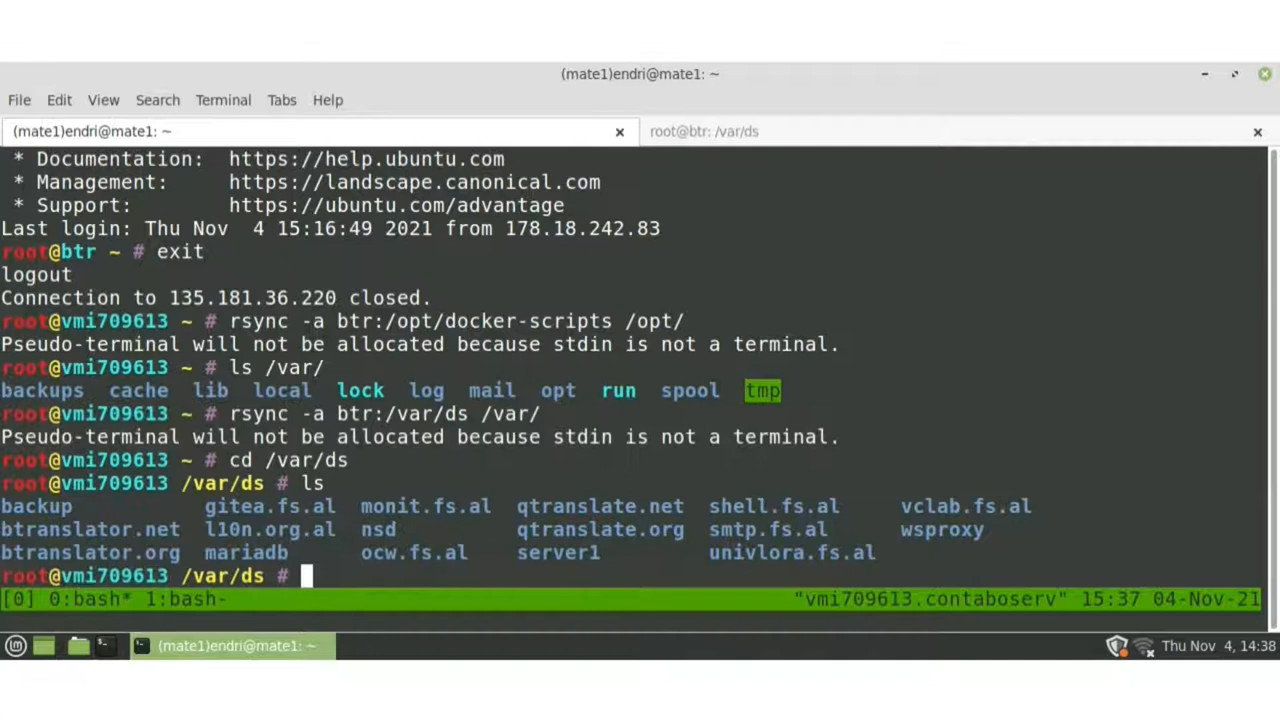 (mate1)endri@mate1: ~
File Edit View Search Terminal Tabs Help
(mate1)endri@mate1: ~ × root@btr: /var/ds ×
* Documentation: https://help.ubuntu.com
* Management: https://landscape.canonical.com
* Support: https://ubuntu.com/advantage
Last login: Thu Nov  4 15:16:49 2021 from 178.18.242.83
root@btr ~ # exit
logout
Connection to 135.181.36.220 closed.
root@vmi709613 ~ # rsync -a btr:/opt/docker-scripts /opt/
Pseudo-terminal will not be allocated because stdin is not a terminal.
root@vmi709613 ~ # ls /var/
backups cache lib local lock log mail opt run spool tmp
root@vmi709613 ~ # rsync -a btr:/var/ds /var/
Pseudo-terminal will not be allocated because stdin is not a terminal.
root@vmi709613 ~ # cd /var/ds
root@vmi709613 /var/ds # ls
backup gitea.fs.al monit.fs.al qtranslate.net shell.fs.al vclab.fs.al
btranslator.net l10n.org.al nsd qtranslate.org smtp.fs.al wsproxy
btranslator.org mariadb ocw.fs.al server1 univlora.fs.al
root@vmi709613 /var/ds #
[0] 0:bash* 1:bash- "vmi709613.contaboserv" 15:37 04-Nov-21
(mate1)endri@mate1: ~ Thu Nov 4, 14:38